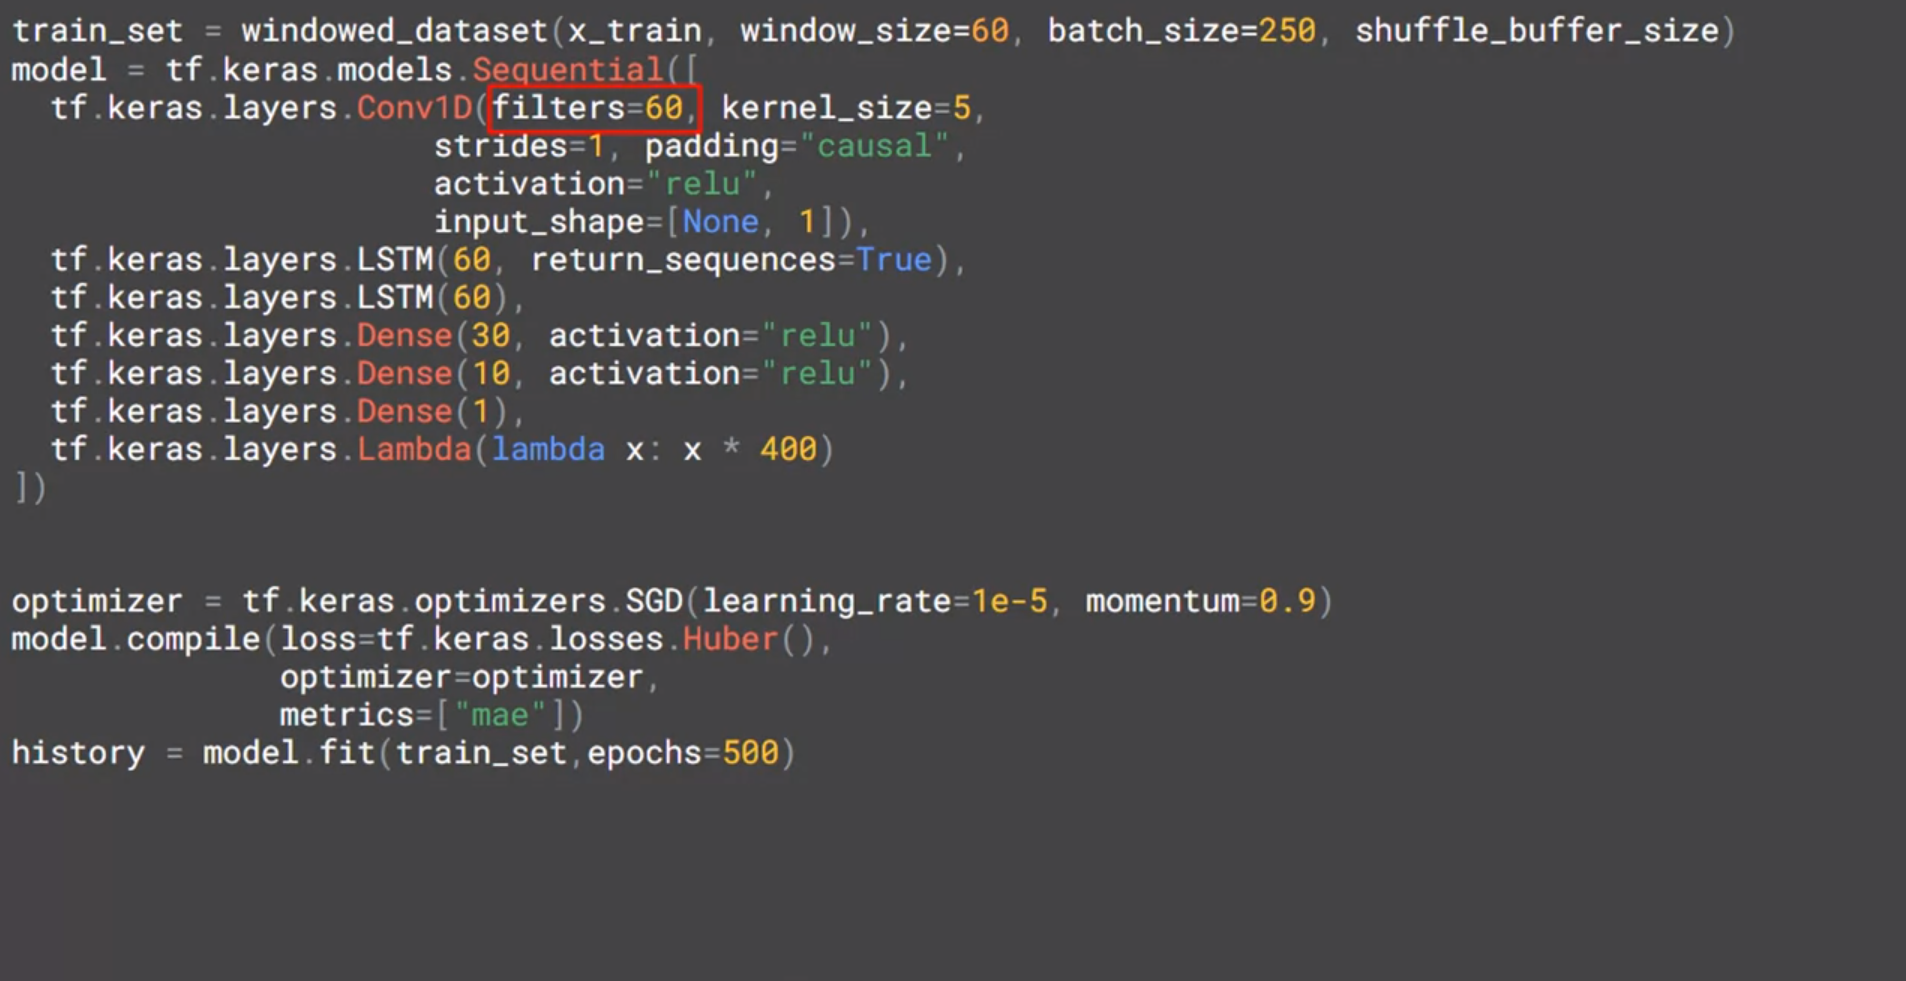 train_set = windowed_dataset(x_train, window_size=60, batch_size=250, shuffle_buffer_size)
model = tf.keras.models.Sequential([
  tf.keras.layers.Conv1D(filters=60, kernel_size=5,
                      strides=1, padding="causal",
                      activation="relu",
                      input_shape=[None, 1]),
  tf.keras.layers.LSTM(60, return_sequences=True),
  tf.keras.layers.LSTM(60),
  tf.keras.layers.Dense(30, activation="relu"),
  tf.keras.layers.Dense(10, activation="relu"),
  tf.keras.layers.Dense(1),
  tf.keras.layers.Lambda(lambda x: x * 400)
])
optimizer = tf.keras.optimizers.SGD(learning_rate=1e-5, momentum=0.9)
model.compile(loss=tf.keras.losses.Huber(),
              optimizer=optimizer,
              metrics=["mae"])
history = model.fit(train_set,epochs=500)